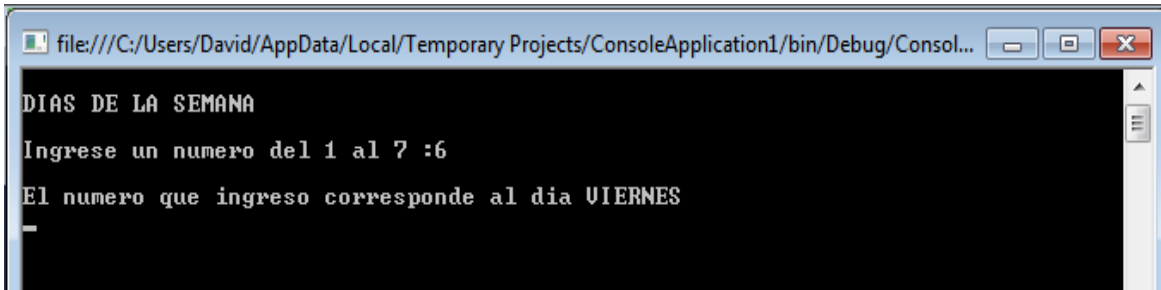 file:///C:/Users/David/AppData/Local/Temporary Projects/ConsoleApplication1/bin/Debug/Consol...
DIAS DE LA SEMANA
Ingrese un numero del 1 al 7 :6
El numero que ingreso corresponde al dia VIERNES